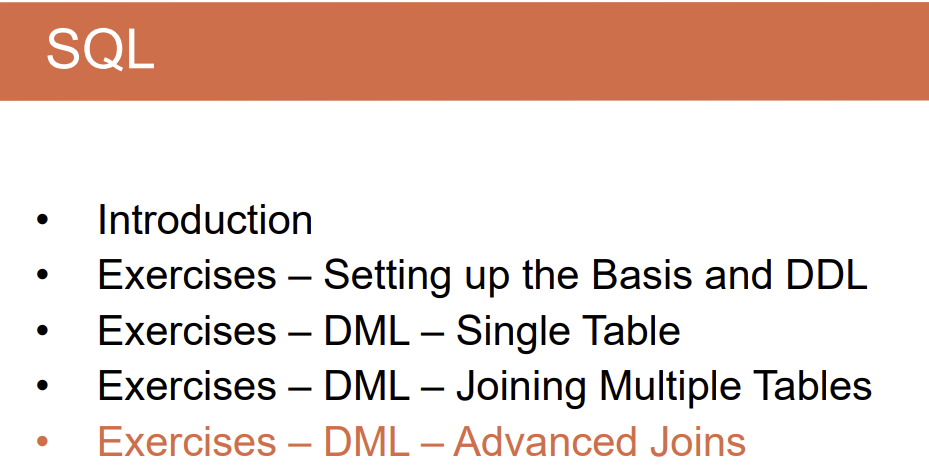 SQL
• Introduction
• Exercises – Setting up the Basis and DDL
• Exercises – DML – Single Table
• Exercises – DML – Joining Multiple Tables
• Exercises – DML – Advanced Joins